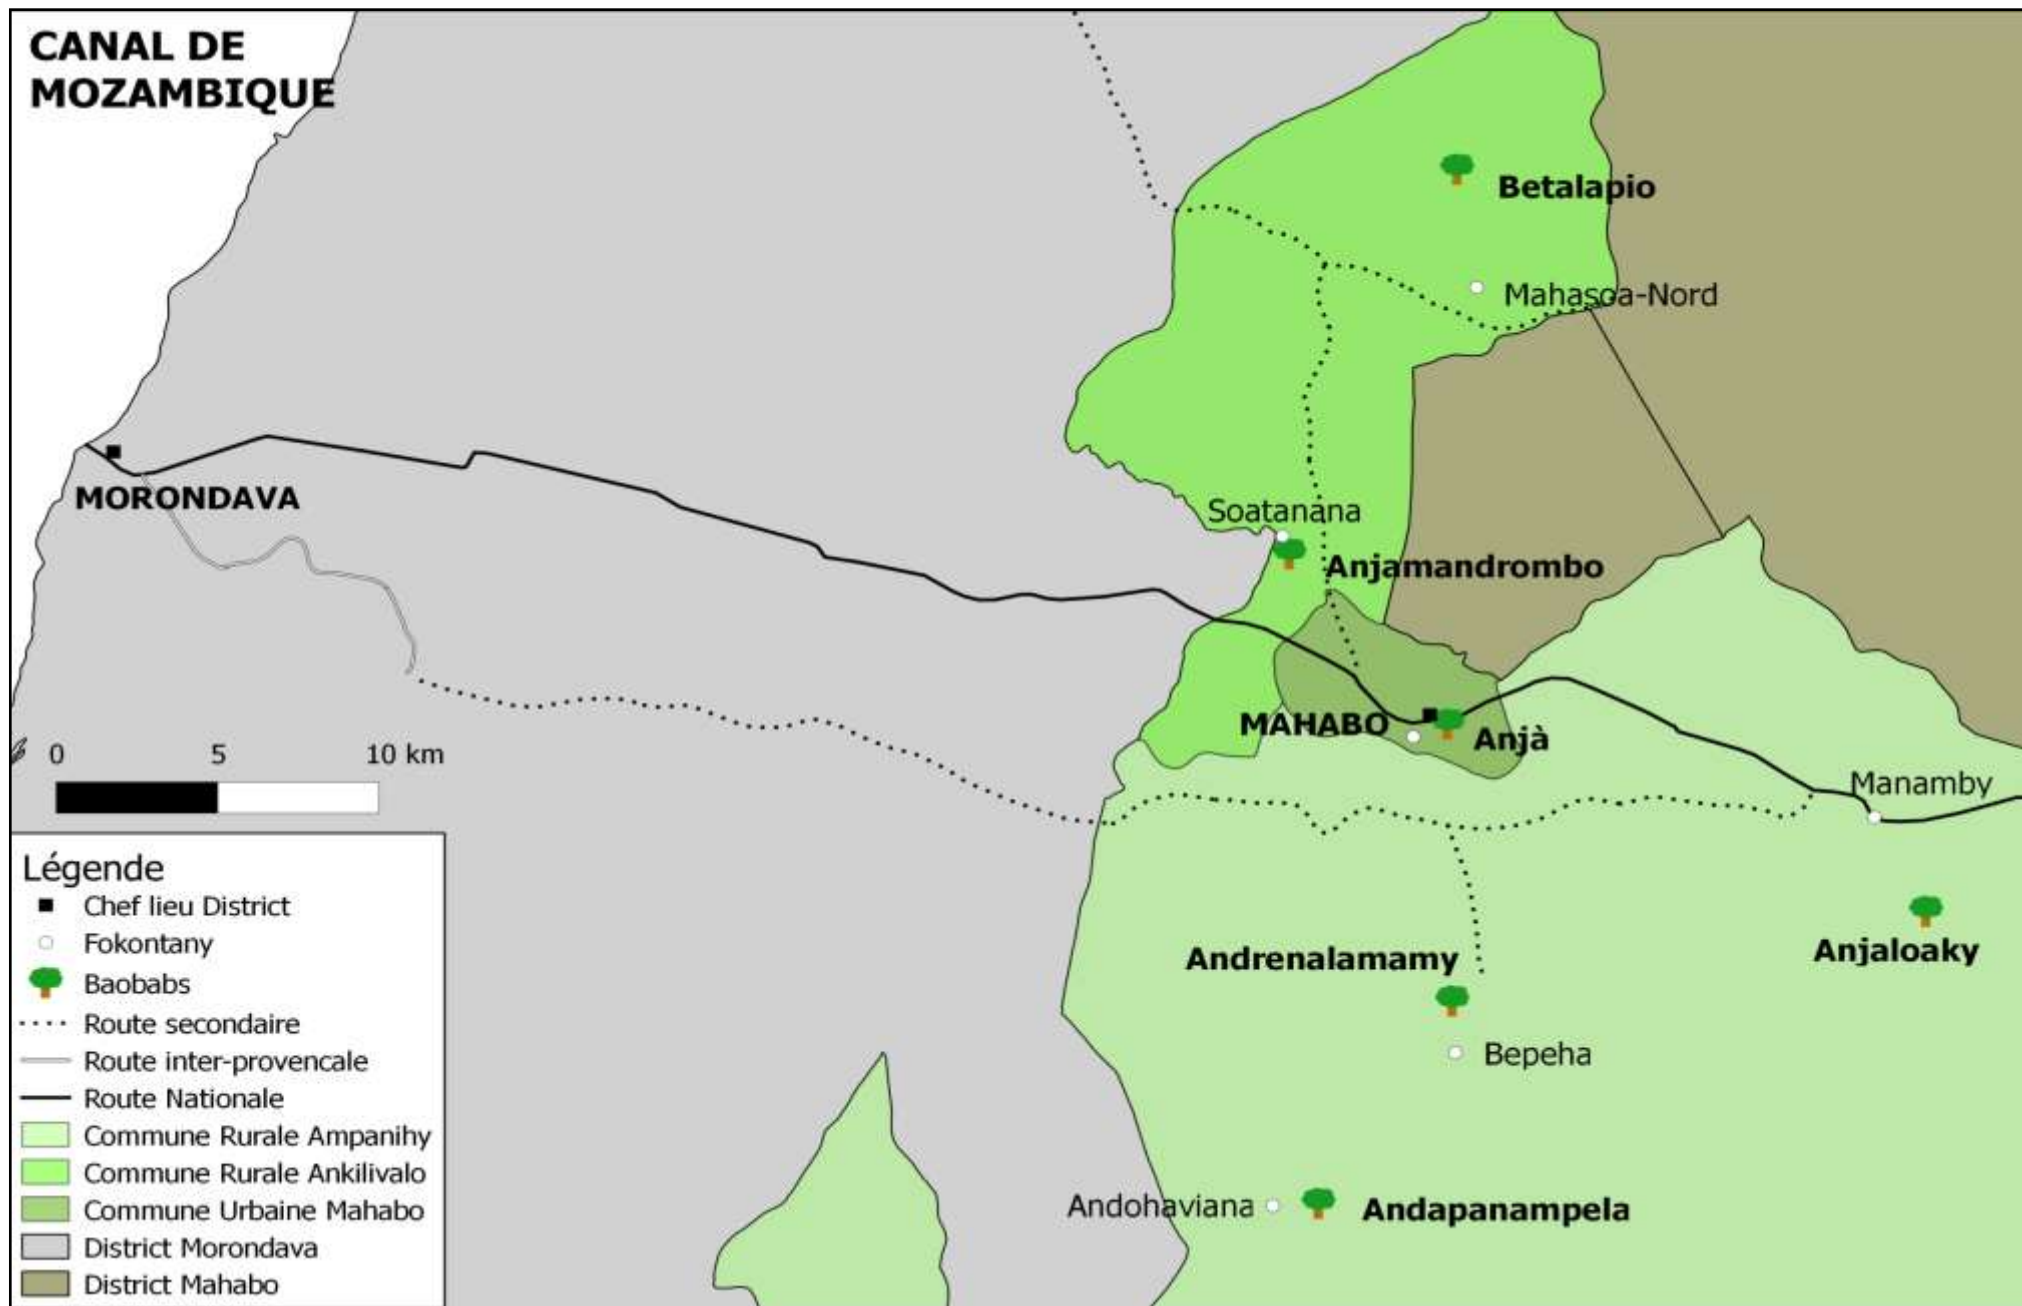 CANAL DE
MOZAMBIQUE
Betalapio
Mahasoa-Nord
MORONDAVA
Soatanana
Anjamandrombo
MAHABO
Anjà
Manamby
0 5 10 km
Andrenalamamy
Anjaloaky
Bepeha
Andohaviana
Andapanampela
Légende
Chef lieu District
Fokontany
Baobabs
Route secondaire
Route inter-provencale
Route Nationale
Commune Rurale Ampanihy
Commune Rurale Ankilivalo
Commune Urbaine Mahabo
District Morondava
District Mahabo